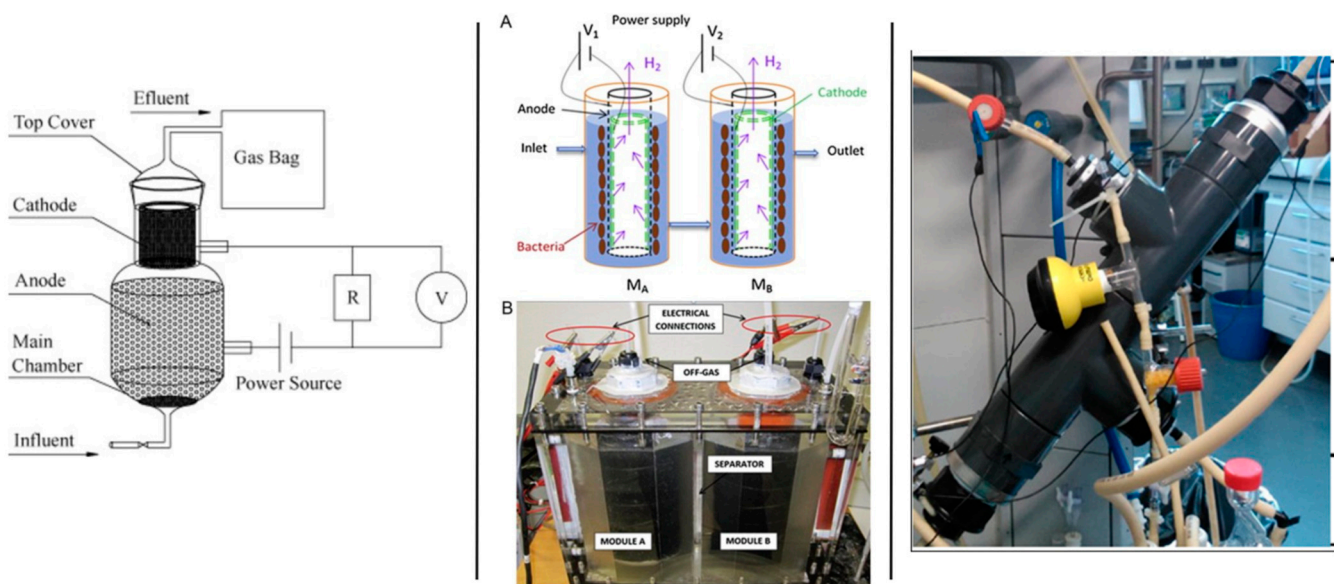 Efluent
Top Cover
Gas Bag
Cathode
Anode
R
V
Main
Chamber
Power Source
Influent
A
Power supply
V1
V2
H2
H2
Anode
Cathode
Inlet
Outlet
Bacteria
MA
MB
B
ELECTRICAL
CONNECTIONS
OFF-GAS
SEPARATOR
MODULE A
MODULE B